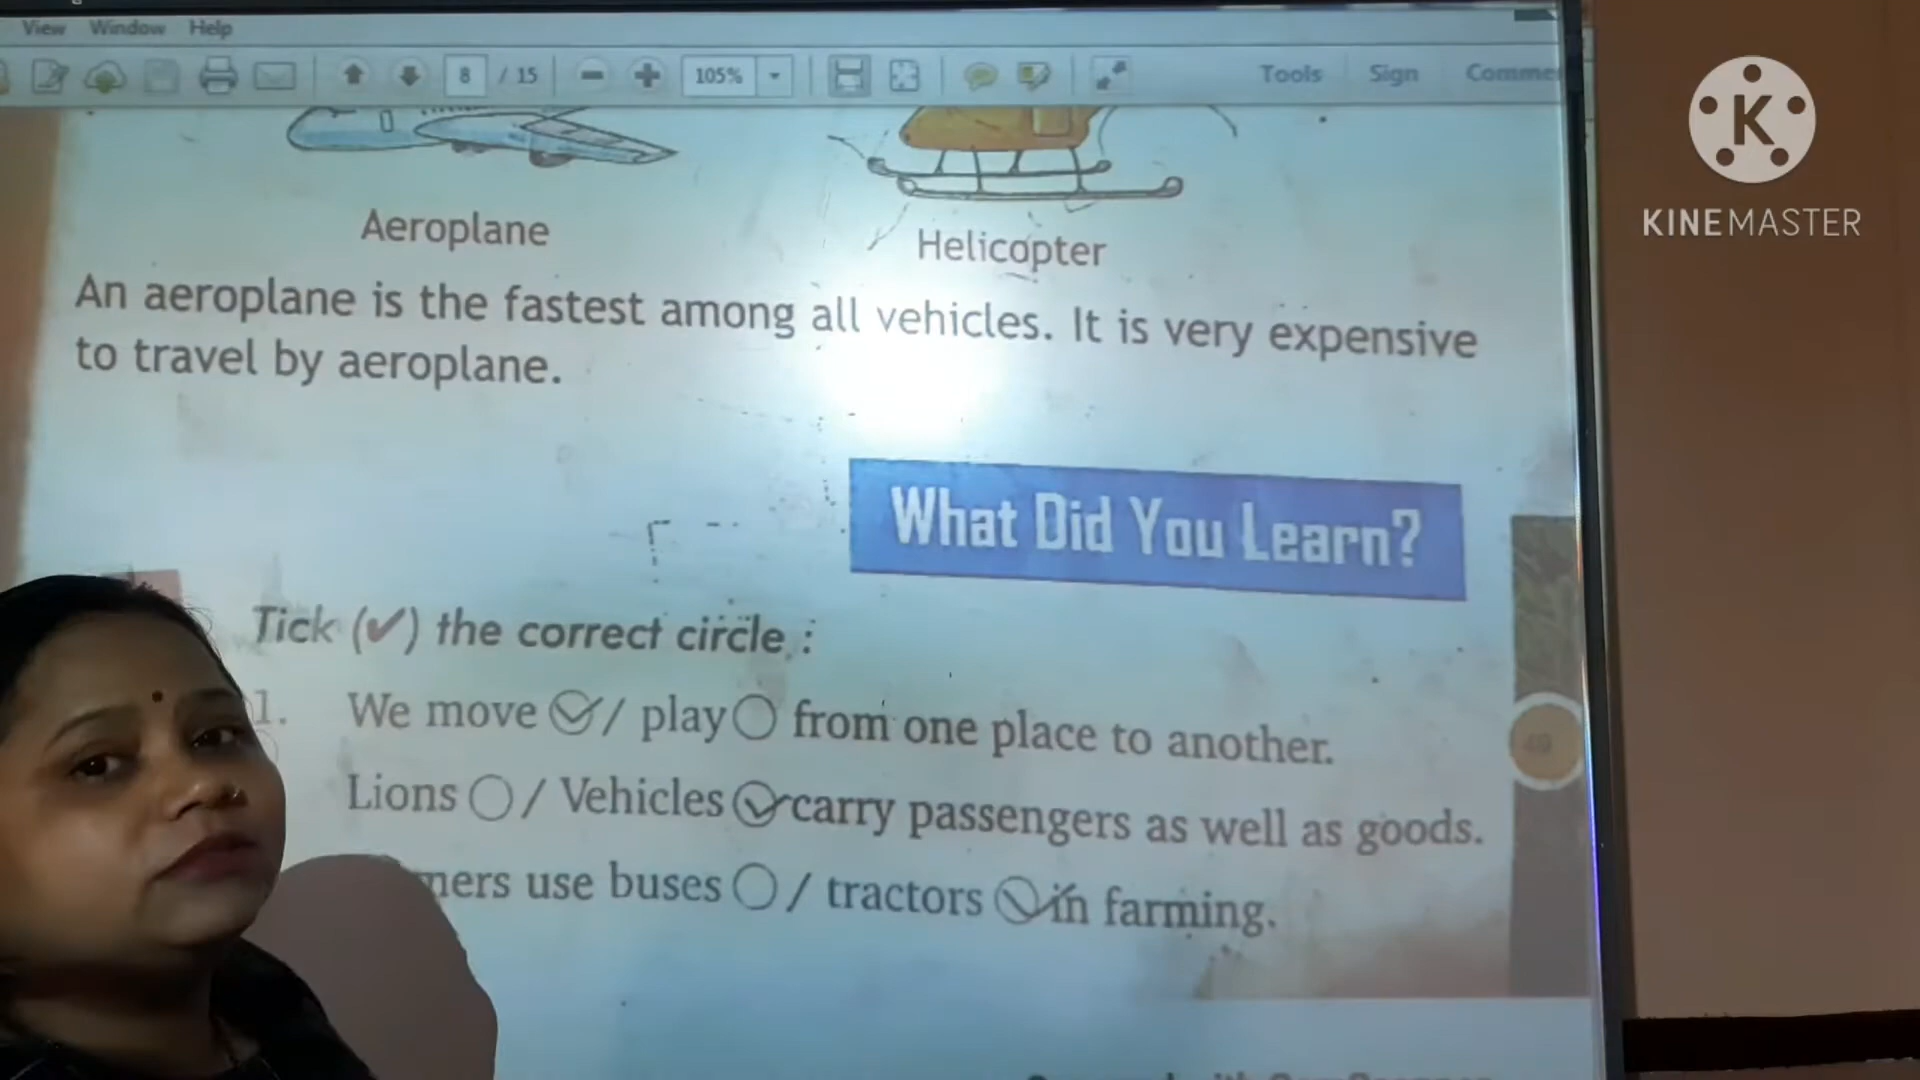 View Window Help
8 / 15 105% Tools Sign
Aeroplane
Helicopter
An aeroplane is the fastest among all vehicles. It is very expensive
to travel by aeroplane.
What Did You Learn?
Tick (✔) the correct circle :
1. We move / play from one place to another.
Lions / Vehicles carry passengers as well as goods.
use buses / tractors in farming.
49
K
KINEMASTER